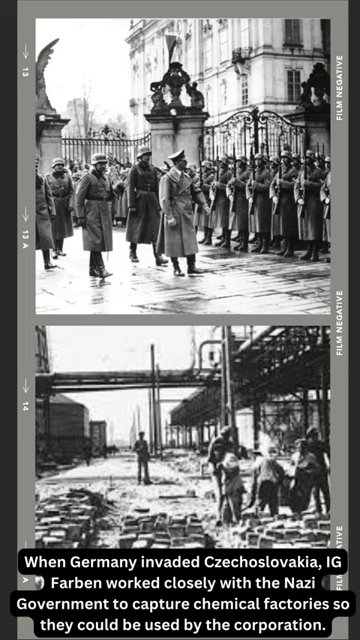 13
FILM NEGATIVE
13 A
FILM NEGATIVE
14
FILM NEGATIVE
A
When Germany invaded Czechoslovakia, IG
Farben worked closely with the Nazi
Government to capture chemical factories so
they could be used by the corporation.